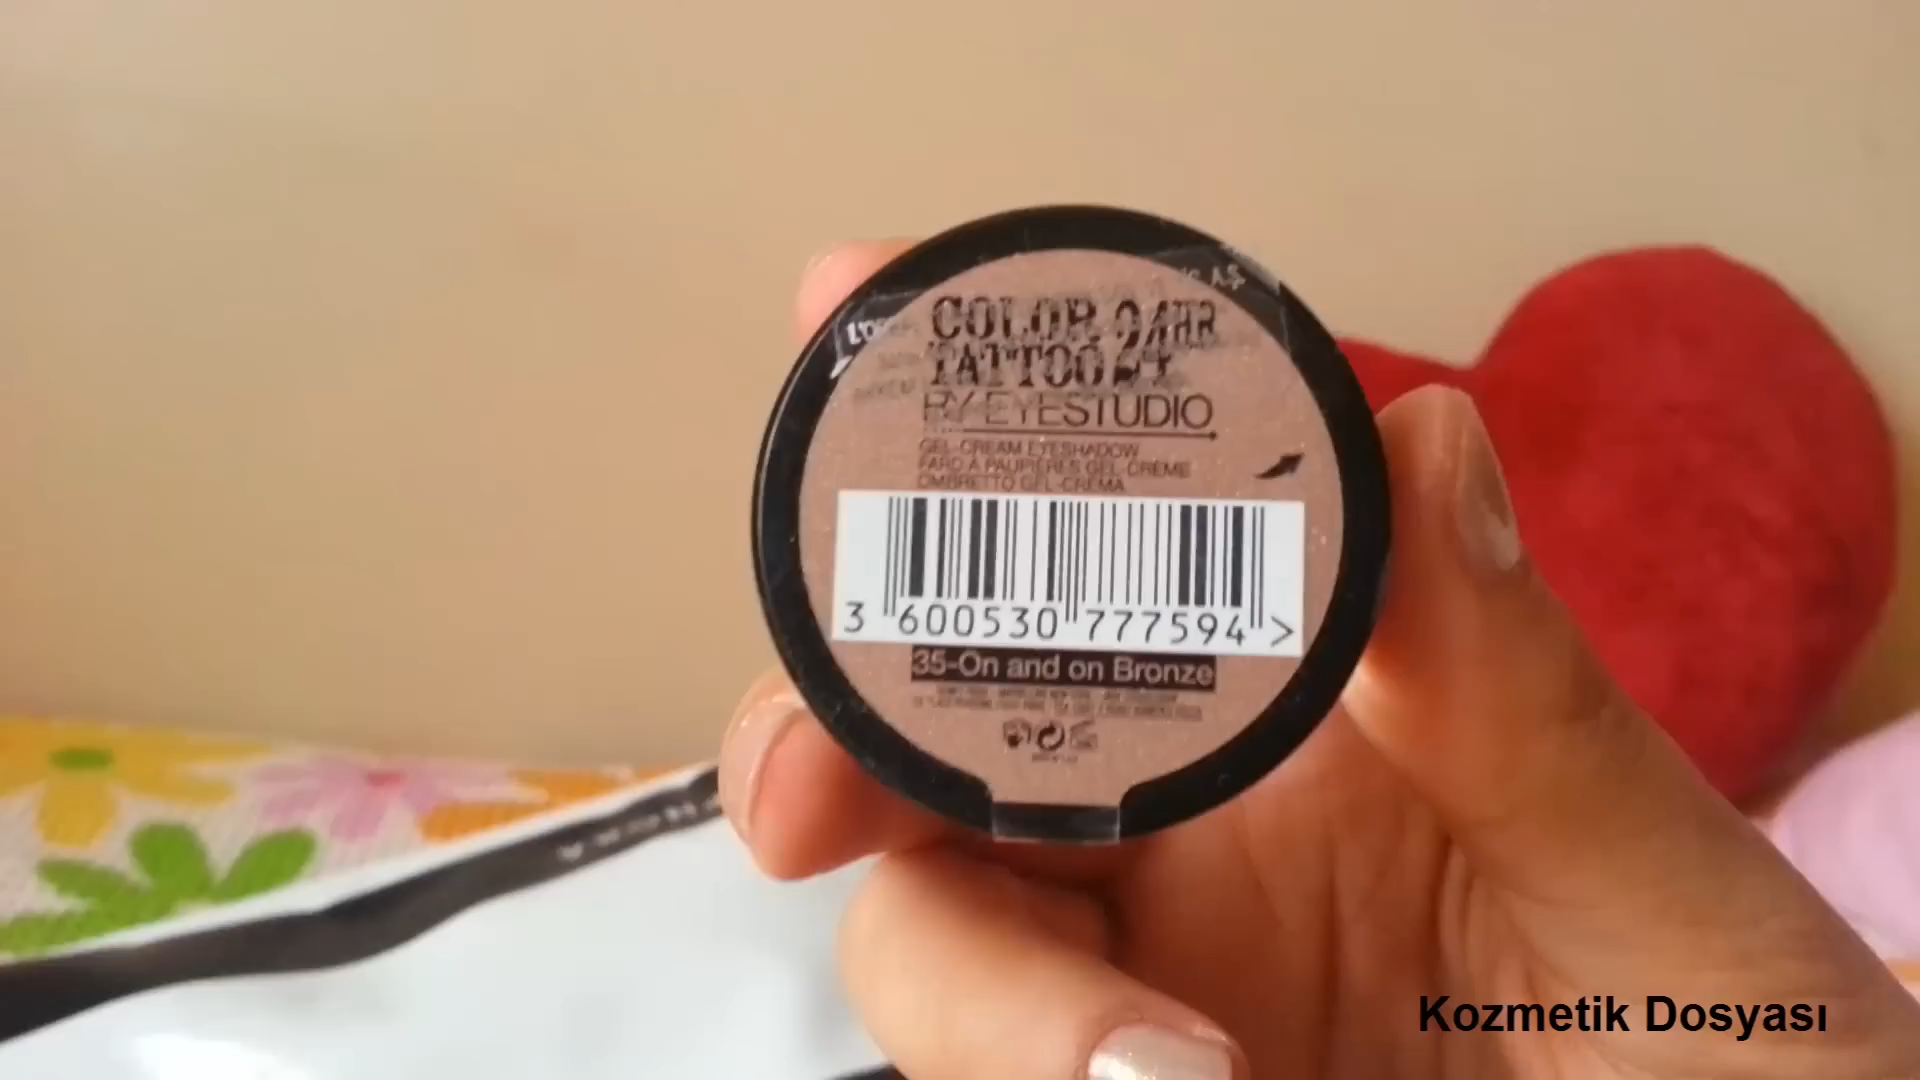 COLOR 24HR
TATTOO
BY EYESTUDIO
GEL-CREAM EYESHADOW
FARD À PAUPIÈRES GEL-CRÈME
OMBRETTO GEL-CREMA
3 600530 777594 >
35-On and on Bronze
Kozmetik Dosyası